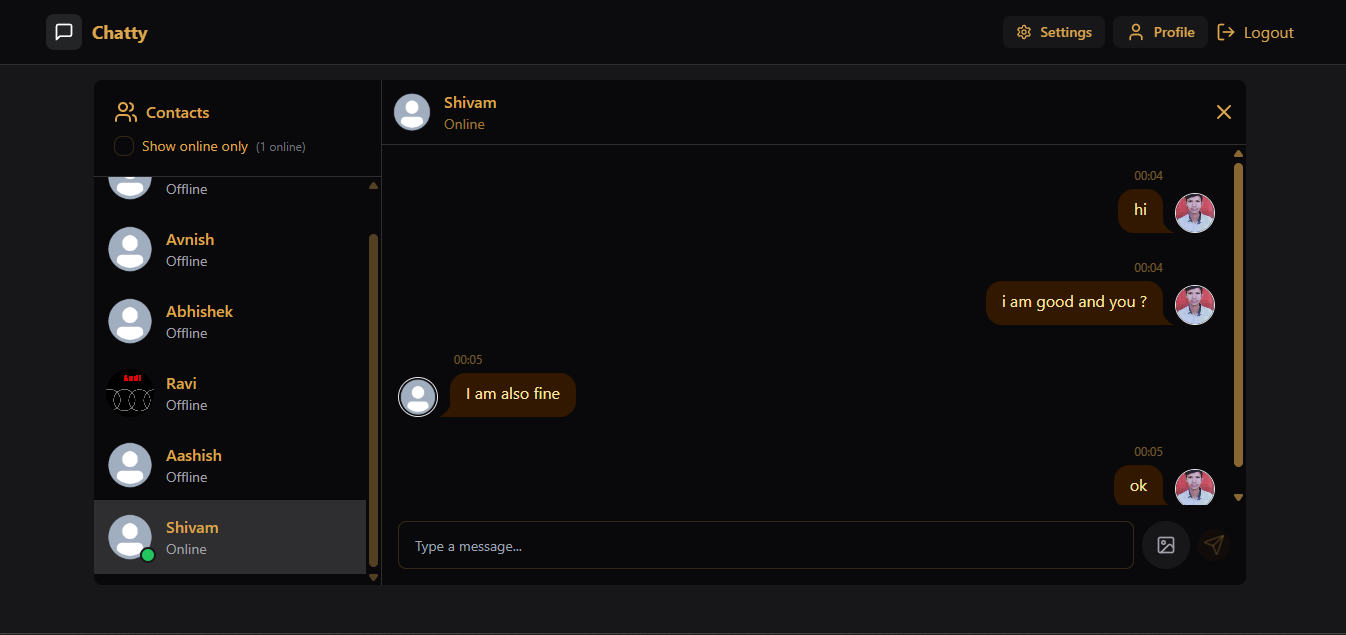 Chatty
Settings
Profile
Logout
Contacts
Show online only (1 online)
Offline
Avnish
Offline
Abhishek
Offline
Ravi
Offline
Aashish
Offline
Shivam
Online
Shivam
Online
00:04
hi
00:04
i am good and you ?
00:05
I am also fine
00:05
ok
Type a message...